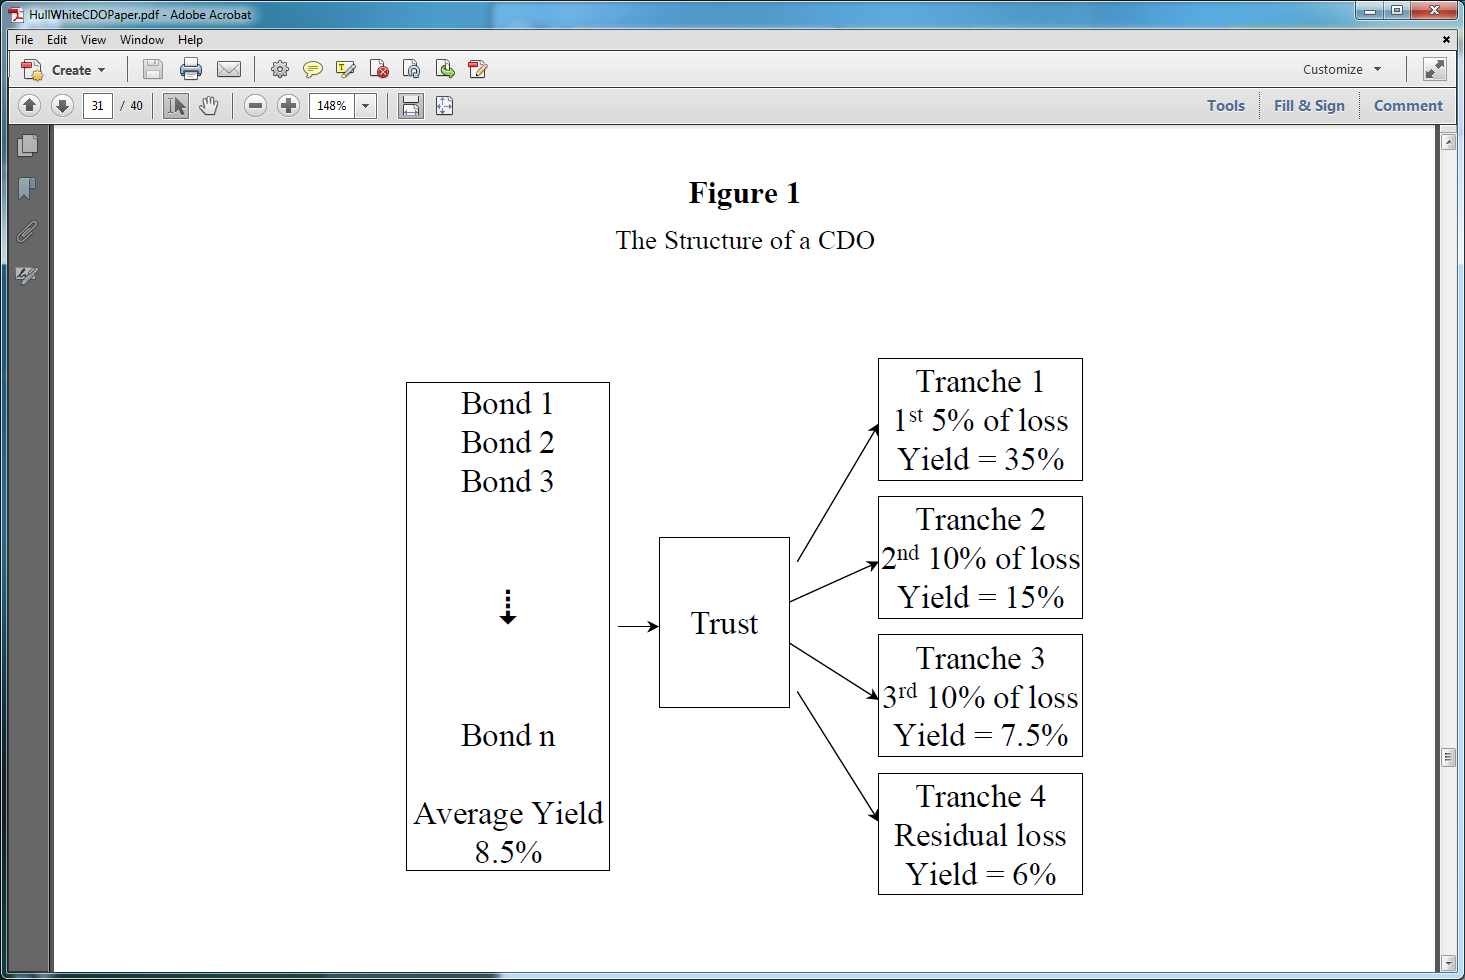 HullWhiteCDOPaper.pdf - Adobe Acrobat
File Edit View Window Help
Create
Customize
31 / 40
148%
Tools
Fill & Sign
Comment
Figure 1
The Structure of a CDO
Bond 1
Bond 2
Bond 3
Bond n
Average Yield
8.5%
Trust
Tranche 1
1st 5% of loss
Yield = 35%
Tranche 2
2nd 10% of loss
Yield = 15%
Tranche 3
3rd 10% of loss
Yield = 7.5%
Tranche 4
Residual loss
Yield = 6%